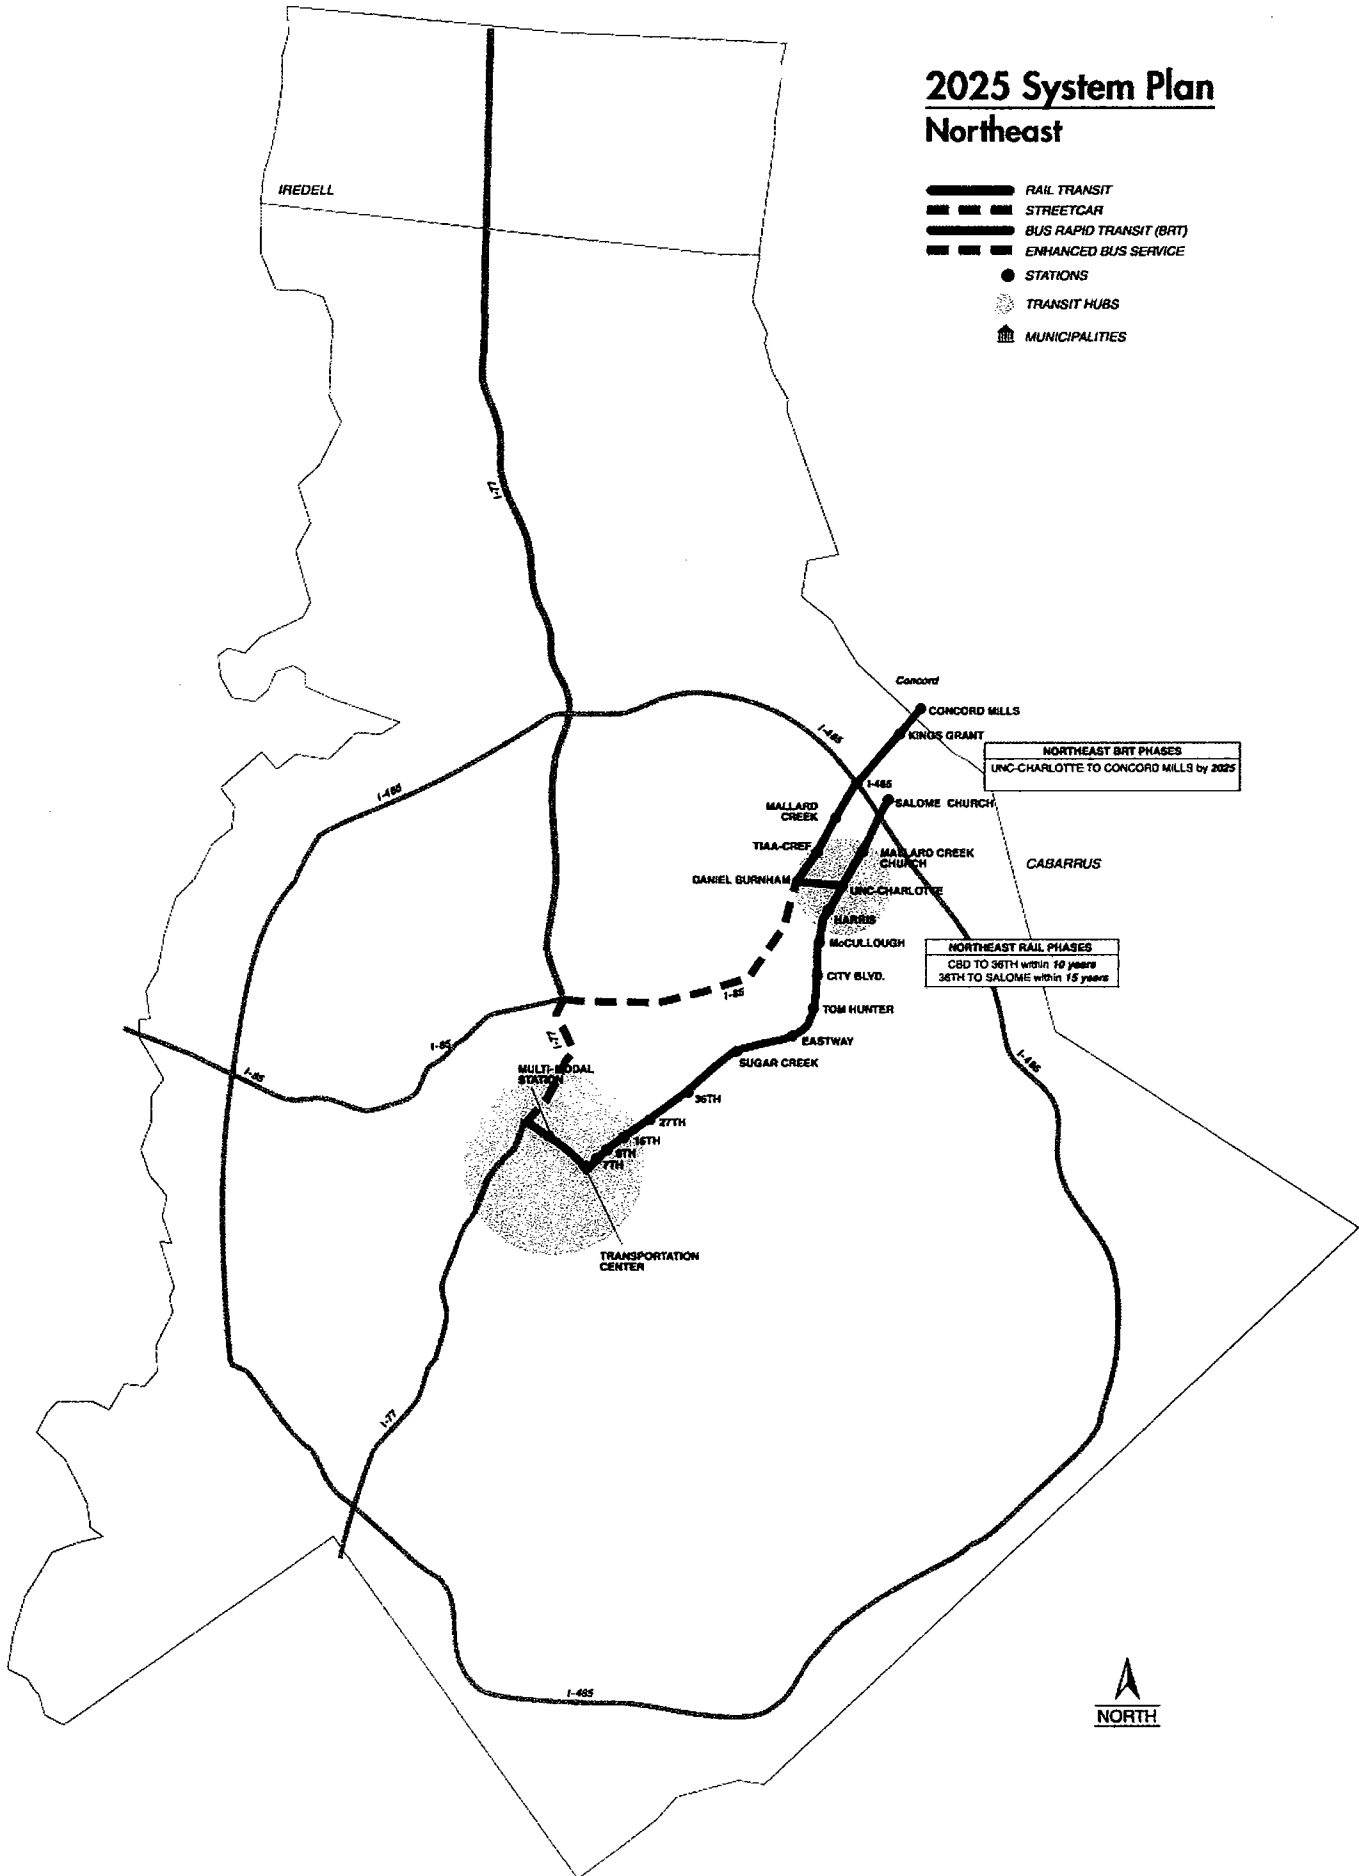 2025 System Plan
Northeast
RAIL TRANSIT
STREETCAR
BUS RAPID TRANSIT (BRT)
ENHANCED BUS SERVICE
STATIONS
TRANSIT HUBS
MUNICIPALITIES
IREDELL
I-77
Concord
CONCORD MILLS
KINGS GRANT
I-485
NORTHEAST BRT PHASES
UNC-CHARLOTTE TO CONCORD MILLS by 2025
I-485
I-485
SALOME CHURCH
MALLARD
CREEK
TIAA-CREF
MALLARD CREEK
CHURCH
CABARRUS
DANIEL BURNHAM
UNC-CHARLOTTE
HARRIS
McCULLOUGH
NORTHEAST RAIL PHASES
CBD TO 36TH within 10 years
36TH TO SALOME within 15 years
CITY BLVD.
I-85
TOM HUNTER
EASTWAY
I-77
I-85
SUGAR CREEK
I-485
I-85
MULTI-MODAL
STATION
36TH
27TH
16TH
9TH
7TH
TRANSPORTATION
CENTER
I-77
I-485
NORTH